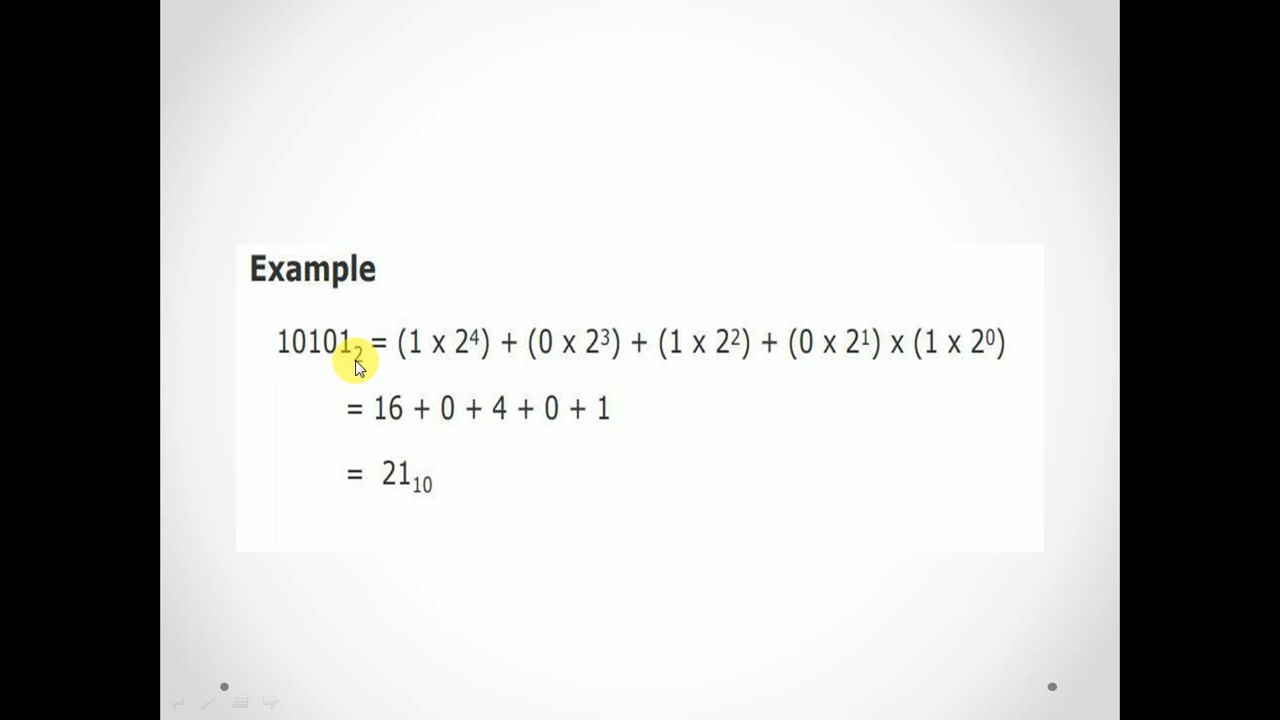 Example
10101₂ = (1 x 2⁴) + (0 x 2³) + (1 x 2²) + (0 x 2¹) x (1 x 2⁰)
= 16 + 0 + 4 + 0 + 1
= 21₁₀